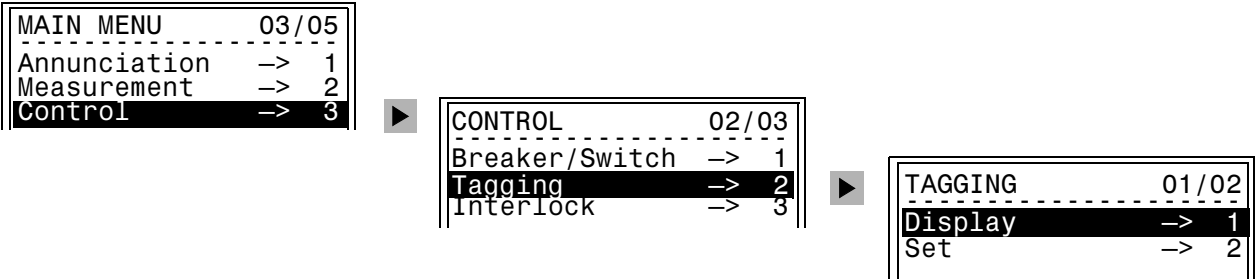 MAIN MENU 03/05
--------------------
Annunciation —> 1
Measurement —> 2
Control —> 3
CONTROL 02/03
--------------------
Breaker/Switch —> 1
Tagging —> 2
Interlock —> 3
TAGGING 01/02
--------------------
Display —> 1
Set —> 2